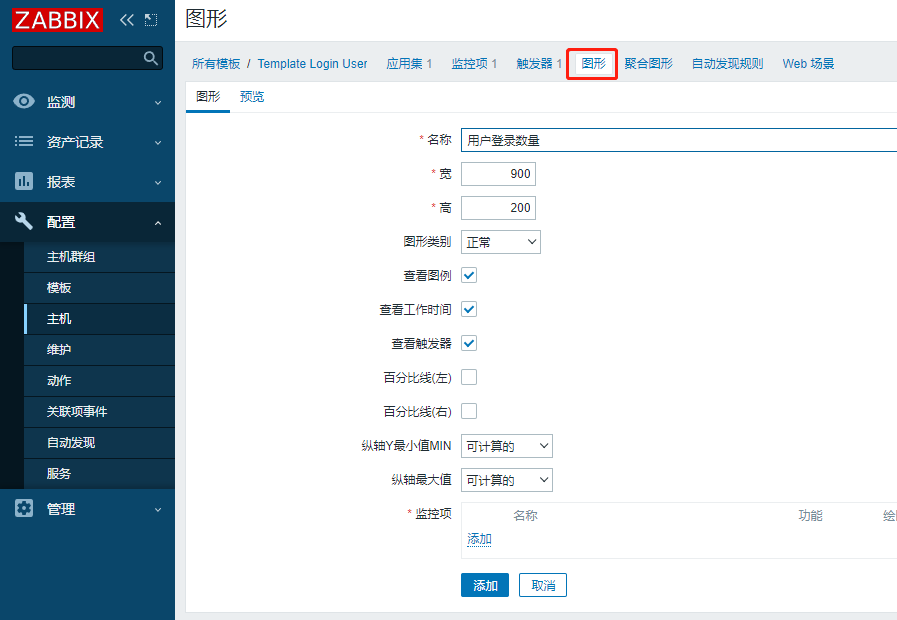 ZABBIX
监测
资产记录
报表
配置
主机群组
模板
主机
维护
动作
关联项事件
自动发现
服务
管理
图形
所有模板 / Template Login User 应用集 1 监控项 1 触发器 1 图形 聚合图形 自动发现规则 Web 场景
图形 预览
* 名称 用户登录数量
* 宽 900
* 高 200
图形类别 正常
查看图例
查看工作时间
查看触发器
百分比线(左)
百分比线(右)
纵轴Y最小值MIN 可计算的
纵轴最大值 可计算的
* 监控项 名称 功能
添加
添加 取消